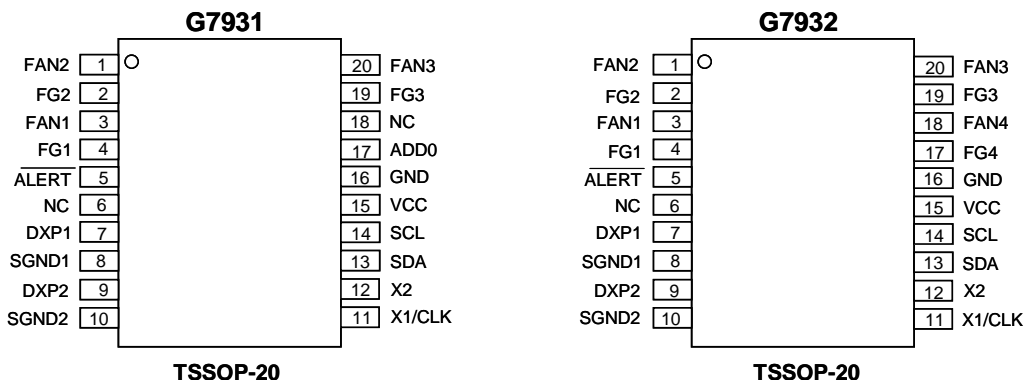 G7931
FAN2 1
FG2 2
FAN1 3
FG1 4
ALERT 5
NC 6
DXP1 7
SGND1 8
DXP2 9
SGND2 10
20 FAN3
19 FG3
18 NC
17 ADD0
16 GND
15 VCC
14 SCL
13 SDA
12 X2
11 X1/CLK
TSSOP-20
G7932
FAN2 1
FG2 2
FAN1 3
FG1 4
ALERT 5
NC 6
DXP1 7
SGND1 8
DXP2 9
SGND2 10
20 FAN3
19 FG3
18 FAN4
17 FG4
16 GND
15 VCC
14 SCL
13 SDA
12 X2
11 X1/CLK
TSSOP-20